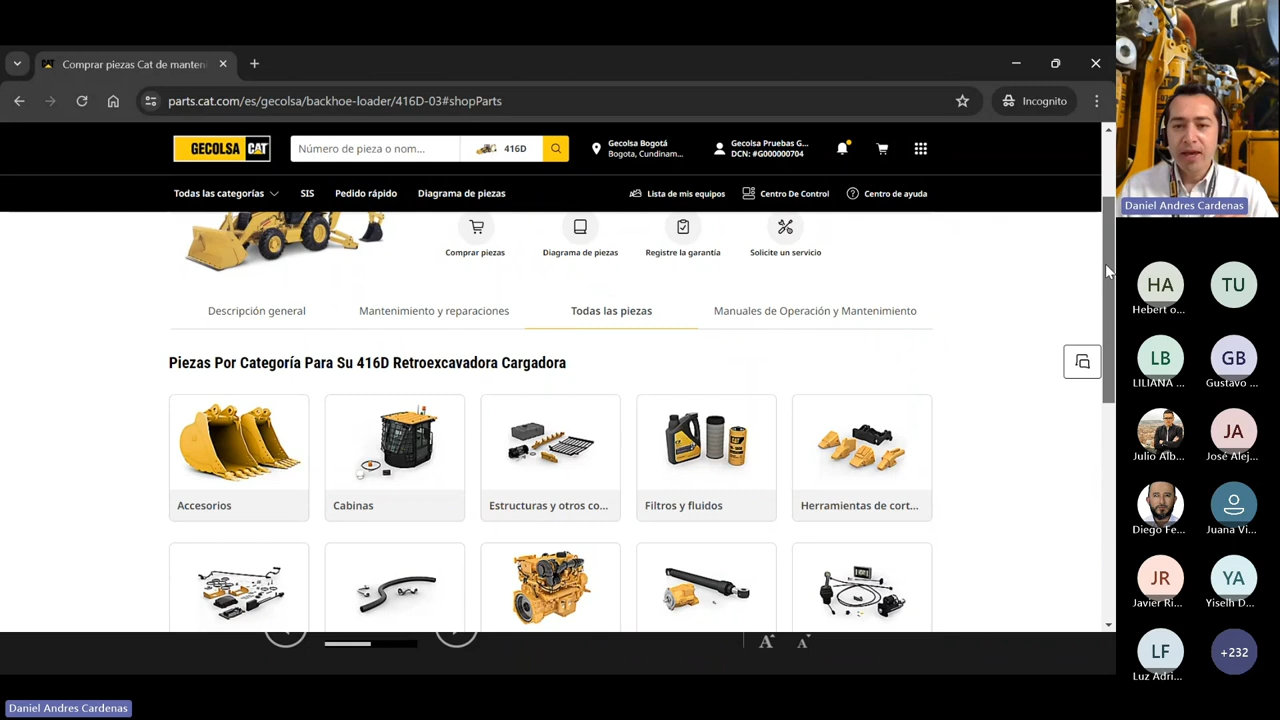 Comprar piezas Cat de manten
parts.cat.com/es/gecolsa/backhoe-loader/416D-03#shopParts
Incognito
GECOLSA CAT
Número de pieza o nom...
416D
Gecolsa Bogotá
Bogota, Cundinam...
Gecolsa Pruebas G...
DCN: #G000000704
Todas las categorías
SIS
Pedido rápido
Diagrama de piezas
Lista de mis equipos
Centro De Control
Centro de ayuda
Comprar piezas
Diagrama de piezas
Registre la garantía
Solicite un servicio
Descripción general
Mantenimiento y reparaciones
Todas las piezas
Manuales de Operación y Mantenimiento
Piezas Por Categoría Para Su 416D Retroexcavadora Cargadora
Accesorios
Cabinas
Estructuras y otros co...
Filtros y fluidos
Herramientas de cort...
A
A
Daniel Andres Cardenas
HA
Hebert o...
TU
LB
LILIANA ...
GB
Gustavo ...
Julio Alb...
JA
José Alej...
Diego Fe...
Juana Vi...
JR
Javier Ri...
YA
Yiselh D...
LF
Luz Adri...
+232
Daniel Andres Cardenas